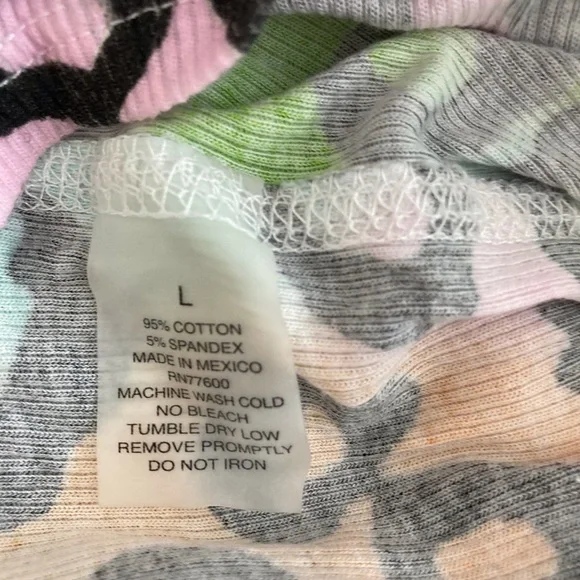 L
95% COTTON
5% SPANDEX
MADE IN MEXICO
RN77600
MACHINE WASH COLD
NO BLEACH
TUMBLE DRY LOW
REMOVE PROMPTLY
DO NOT IRON